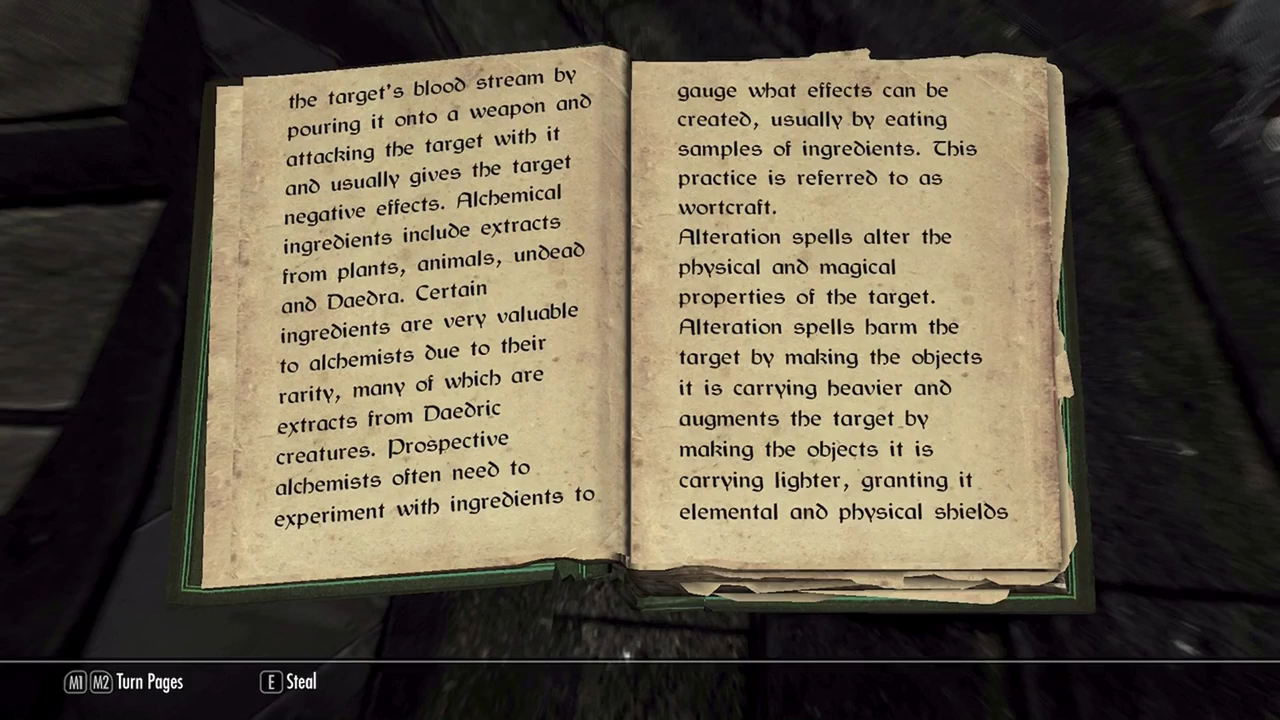 the target's blood stream by
pouring it onto a weapon and
attacking the target with it
and usually gives the target
negative effects. Alchemical
ingredients include extracts
from plants, animals, undead
and Daedra. Certain
ingredients are very valuable
to alchemists due to their
rarity, many of which are
extracts from Daedric
creatures. Prospective
alchemists often need to
experiment with ingredients to
gauge what effects can be
created, usually by eating
samples of ingredients. This
practice is referred to as
wortcraft.
Alteration spells alter the
physical and magical
properties of the target.
Alteration spells harm the
target by making the objects
it is carrying heavier and
augments the target by
making the objects it is
carrying lighter, granting it
elemental and physical shields
M1 M2 Turn Pages
E Steal